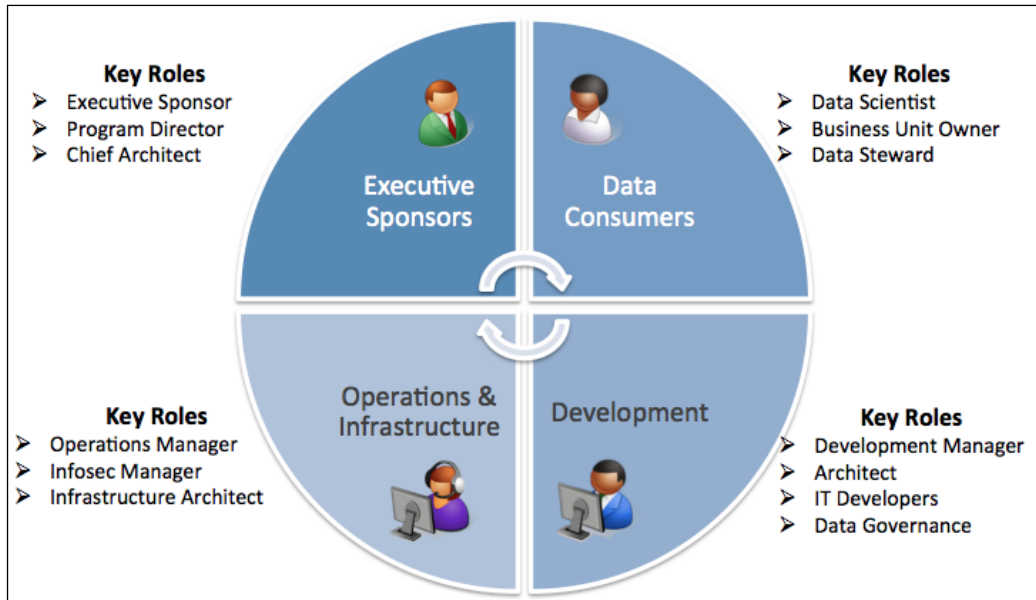 Key Roles
➤ Executive Sponsor
➤ Program Director
➤ Chief Architect
Executive
Sponsors
Data
Consumers
Key Roles
➤ Data Scientist
➤ Business Unit Owner
➤ Data Steward
Key Roles
➤ Operations Manager
➤ Infosec Manager
➤ Infrastructure Architect
Operations &
Infrastructure
Development
Key Roles
➤ Development Manager
➤ Architect
➤ IT Developers
➤ Data Governance